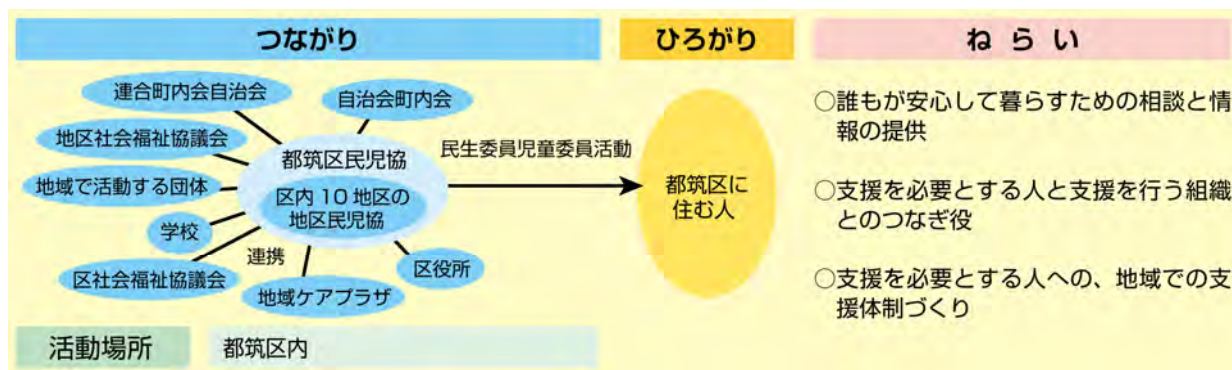 つながり
ひろがり
ねらい
連合町内会自治会
自治会町内会
地区社会福祉協議会
都筑区民児協
民生委員児童委員活動
地域で活動する団体
区内10地区の
地区民児協
都筑区に
住む人
学校
連携
区役所
区社会福祉協議会
地域ケアプラザ
○誰もが安心して暮らすための相談と情
報の提供
○支援を必要とする人と支援を行う組織
とのつなぎ役
○支援を必要とする人への、地域での支
援体制づくり
活動場所
都筑区内